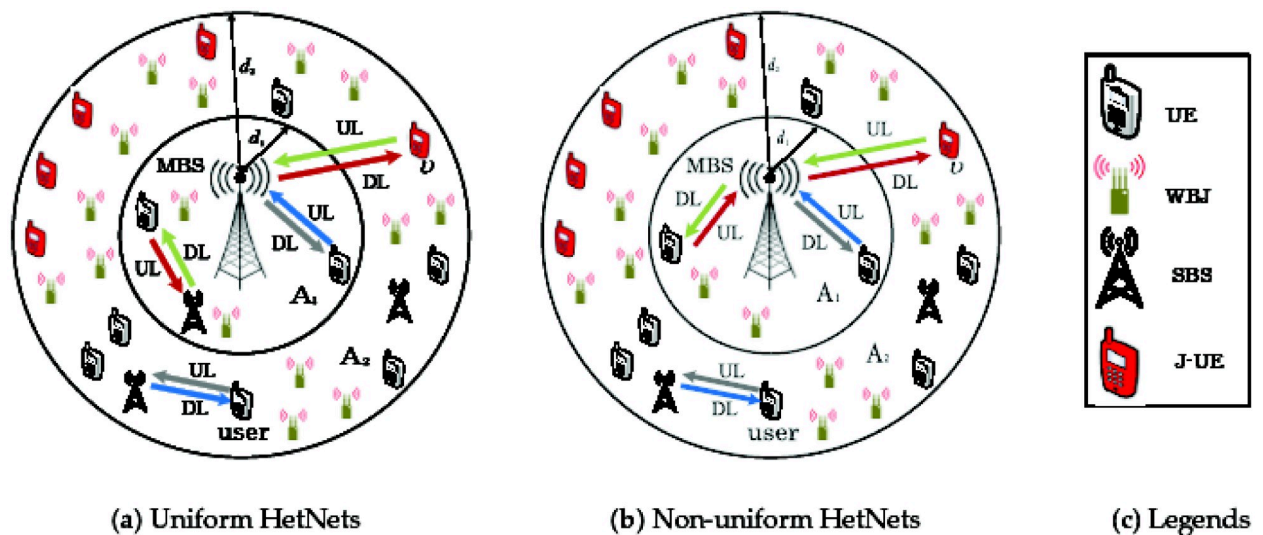 d₂
d₁
UL
MBS
DL
υ
UL
DL
UL
DL
A₁
A₂
UL
DL
user
d₂
d₁
UL
MBS
DL
υ
DL
UL
UL
DL
A₁
A₂
UL
DL
user
UE
WBJ
SBS
J-UE
(a) Uniform HetNets
(b) Non-uniform HetNets
(c) Legends